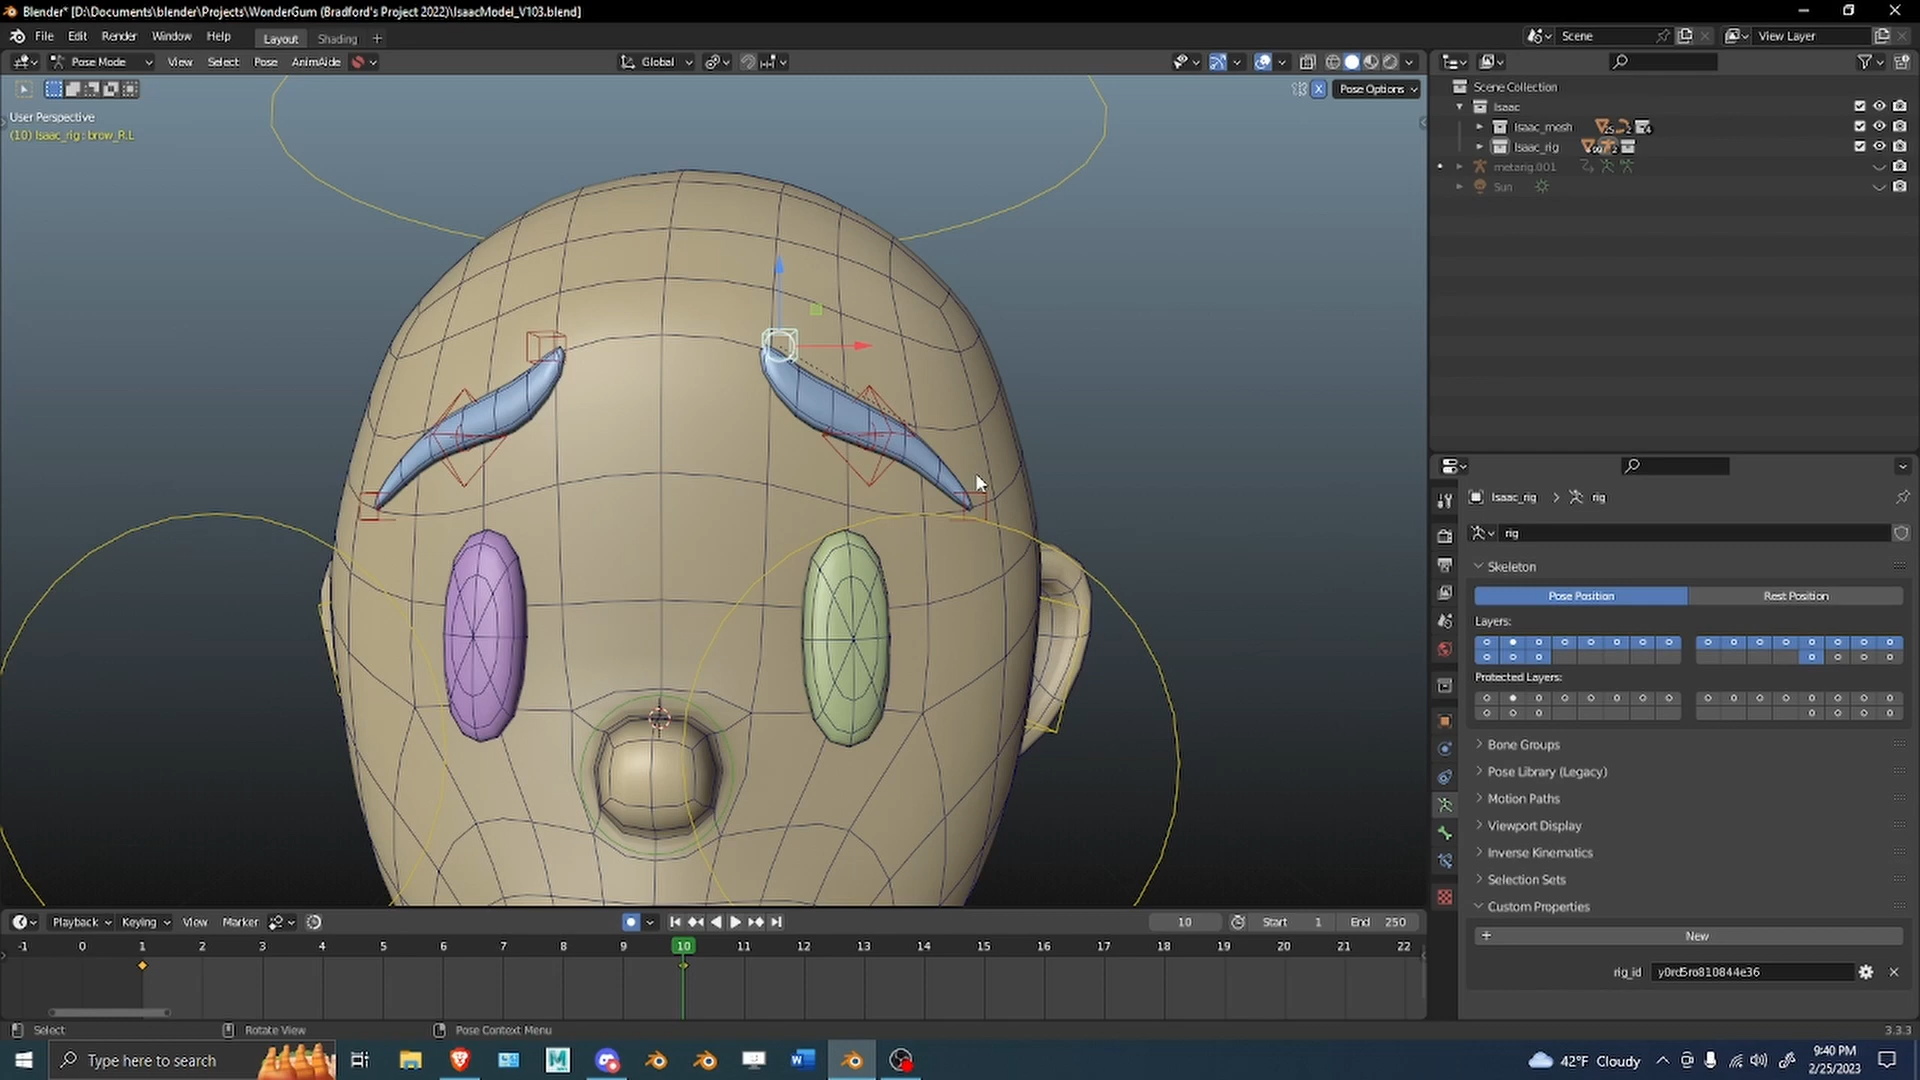 Blender* [D:\Documents\blender\Projects\WonderGum (Bradford's Project 2022)\IsaacModel_V103.blend]
File Edit Render Window Help Layout Shading + Scene View Layer
Pose Mode View Select Pose AnimAide Global
X Pose Options
User Perspective
(10) Isaac_rig : brow_R.L
Scene Collection
Isaac
Isaac_mesh
Isaac_rig
metarig.001
Sun
Isaac_rig > rig
rig
Skeleton
Pose Position Rest Position
Layers:
Protected Layers:
Bone Groups
Pose Library (Legacy)
Motion Paths
Viewport Display
Inverse Kinematics
Selection Sets
Custom Properties
+ New
rig_id y0rd5ro810844e36
Playback Keying View Marker 10 Start 1 End 250
-1 0 1 2 3 4 5 6 7 8 9 10 11 12 13 14 15 16 17 18 19 20 21 22
Select Rotate View Pose Context Menu 3.3.3
Type here to search 42°F Cloudy 9:40 PM
2/25/2023